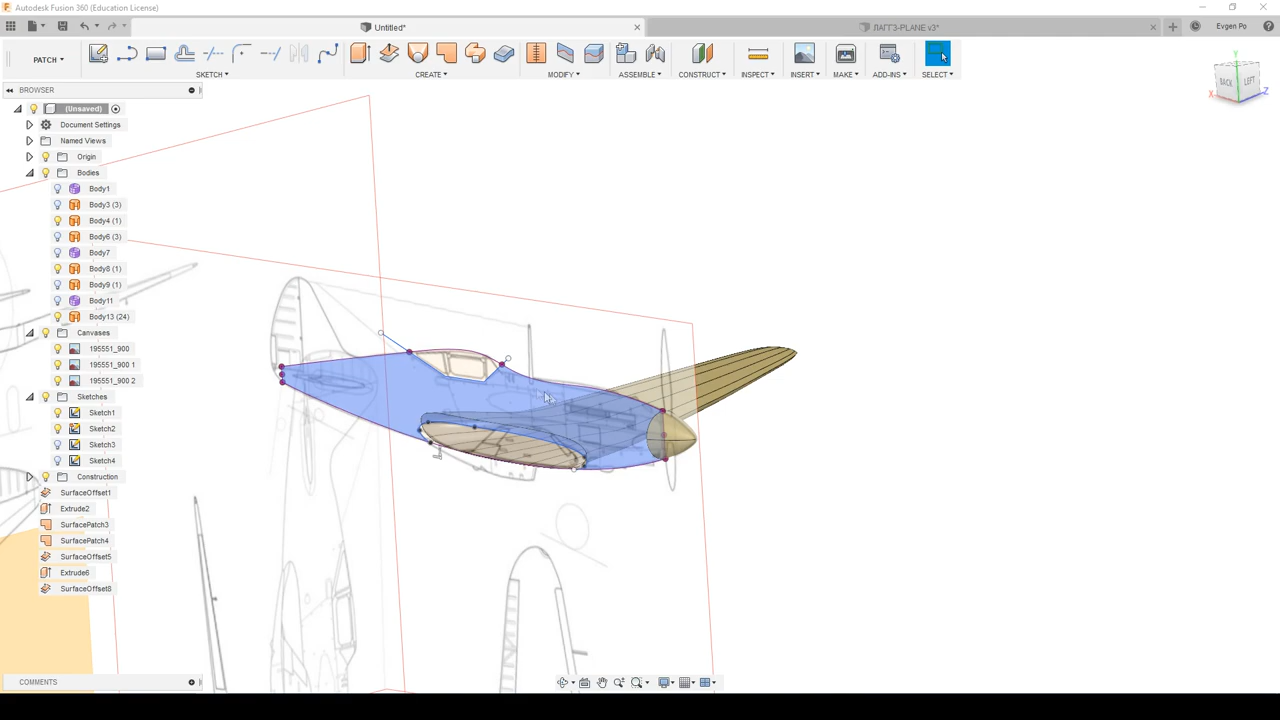 Autodesk Fusion 360 (Education License)
Untitled*
ЛАГГЗ-PLANE v3*
Evgen Po
PATCH
SKETCH
CREATE
MODIFY
ASSEMBLE
CONSTRUCT
INSPECT
INSERT
MAKE
ADD-INS
SELECT
BROWSER
(Unsaved)
Document Settings
Named Views
Origin
Bodies
Body1
Body3 (3)
Body4 (1)
Body6 (3)
Body7
Body8 (1)
Body9 (1)
Body11
Body13 (24)
Canvases
195551_900
195551_900 1
195551_900 2
Sketches
Sketch1
Sketch2
Sketch3
Sketch4
Construction
SurfaceOffset1
Extrude2
SurfacePatch3
SurfacePatch4
SurfaceOffset5
Extrude6
SurfaceOffset8
COMMENTS
Y
BACK
LEFT
X
Z